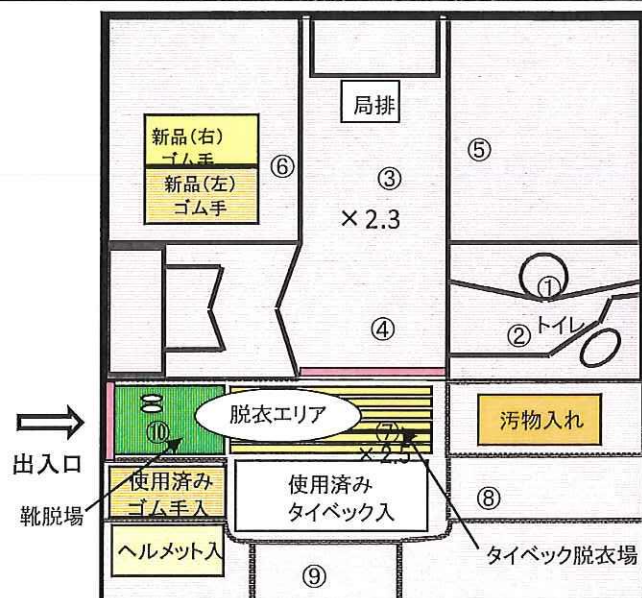 局排
新品(右)
ゴム手
新品(左)
ゴム手
⑥
③
×2.3
⑤
①
②
トイレ
④
出入口
⑩
脱衣エリア
⑦
×2.5
汚物入れ
靴脱場
使用済み
ゴム手入
使用済み
タイベック入
⑧
ヘルメット入
⑨
タイベック脱衣場